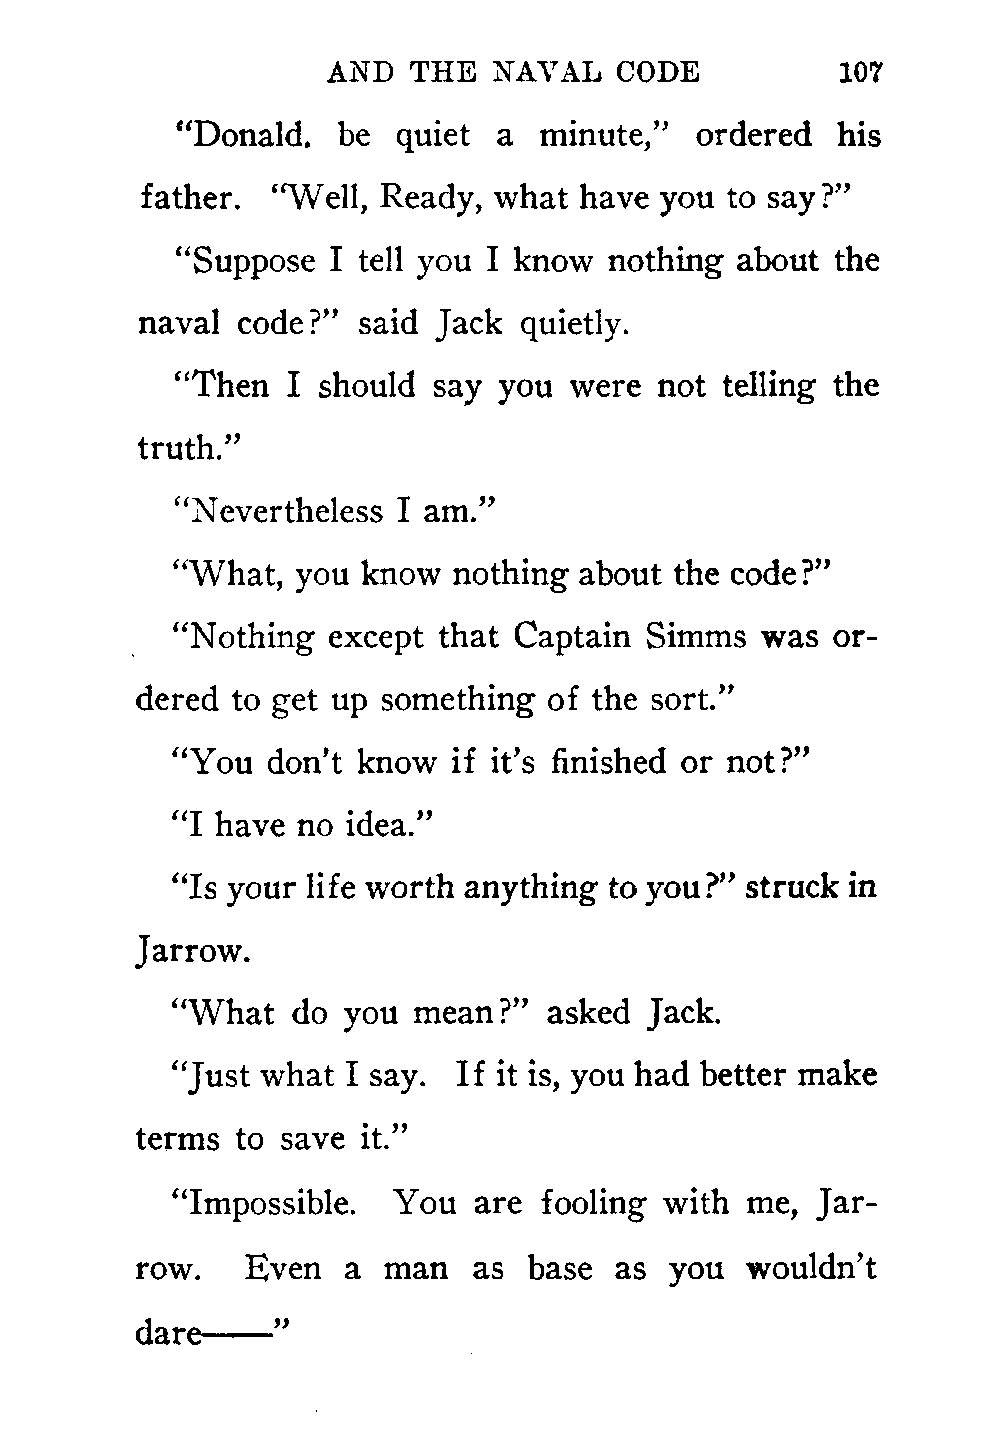 AND THE NAVAL CODE 107
"Donald. be quiet a minute," ordered his
father. "Well, Ready, what have you to say?"
"Suppose I tell you I know nothing about the
naval code?" said Jack quietly.
"Then I should say you were not telling the
truth."
"Nevertheless I am."
"What, you know nothing about the code?"
"Nothing except that Captain Simms was or-
dered to get up something of the sort."
"You don't know if it's finished or not?"
"I have no idea."
"Is your life worth anything to you?" struck in
Jarrow.
"What do you mean?" asked Jack.
"Just what I say. If it is, you had better make
terms to save it."
"Impossible. You are fooling with me, Jar-
row. Even a man as base as you wouldn't
dare——"